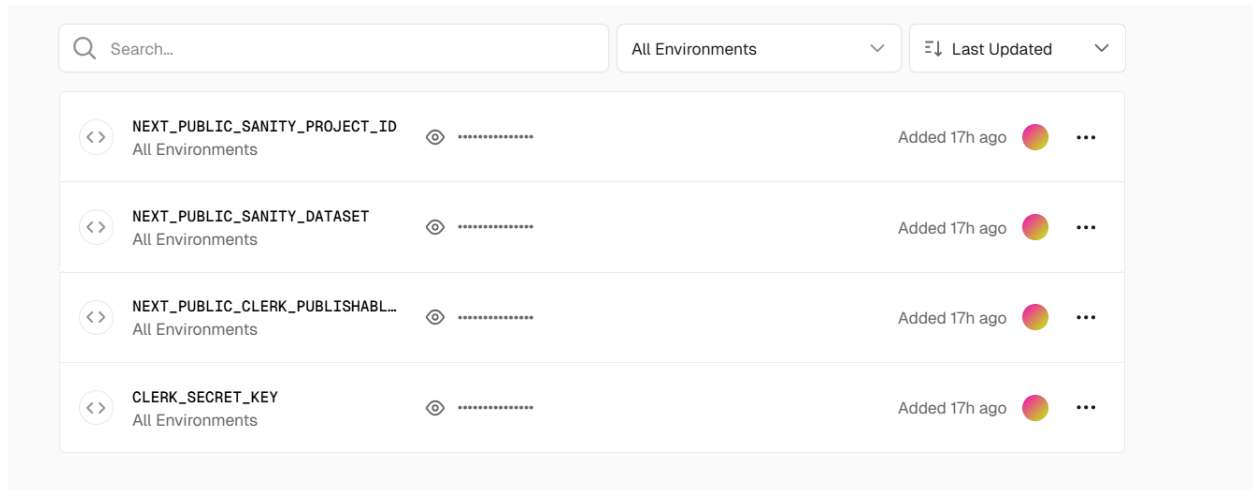 Search...
All Environments
Last Updated
NEXT_PUBLIC_SANITY_PROJECT_ID
All Environments
•••••••••••••••
Added 17h ago
NEXT_PUBLIC_SANITY_DATASET
All Environments
•••••••••••••••
Added 17h ago
NEXT_PUBLIC_CLERK_PUBLISHABL…
All Environments
•••••••••••••••
Added 17h ago
CLERK_SECRET_KEY
All Environments
•••••••••••••••
Added 17h ago